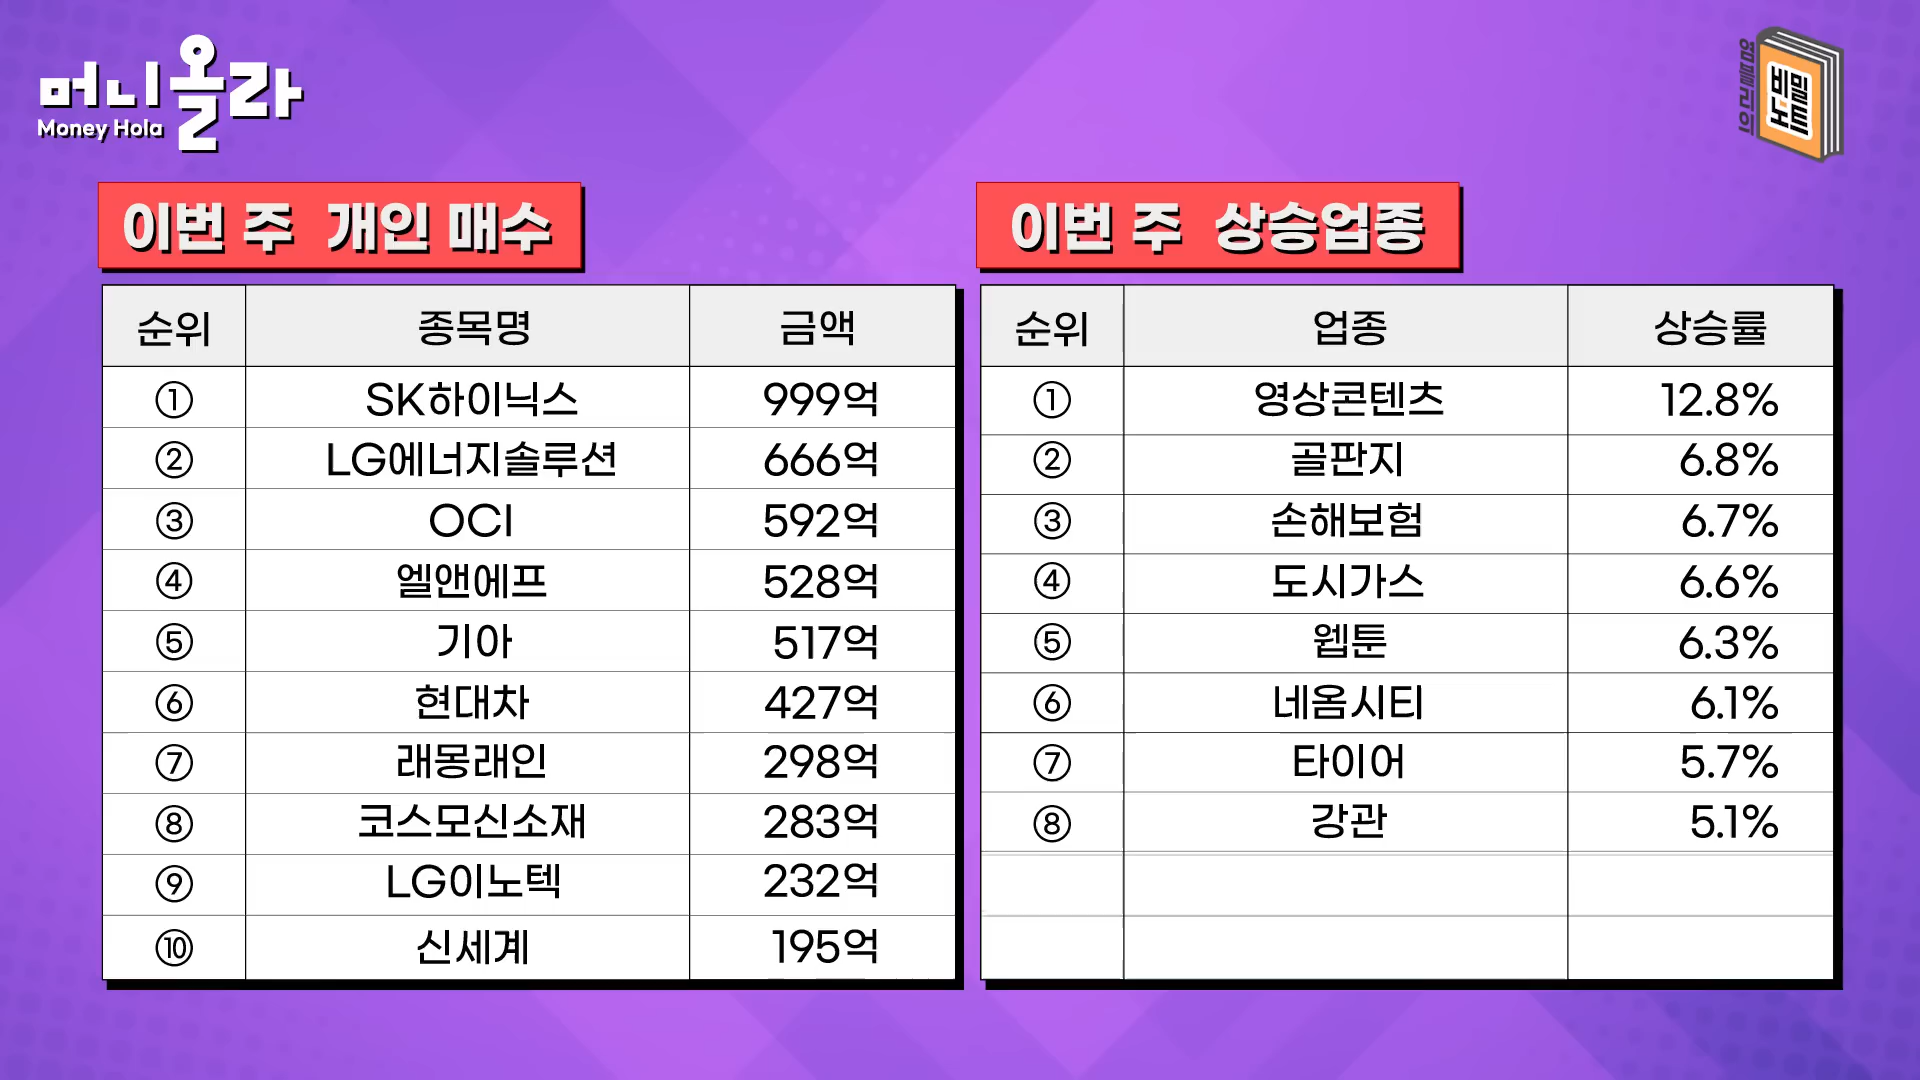 머니올라
Money Hola
염플리의
비밀
노트
이번 주 개인 매수
순위 종목명 금액
① SK하이닉스 999억
② LG에너지솔루션 666억
③ OCI 592억
④ 엘앤에프 528억
⑤ 기아 517억
⑥ 현대차 427억
⑦ 래몽래인 298억
⑧ 코스모신소재 283억
⑨ LG이노텍 232억
⑩ 신세계 195억
이번 주 상승업종
순위 업종 상승률
① 영상콘텐츠 12.8%
② 골판지 6.8%
③ 손해보험 6.7%
④ 도시가스 6.6%
⑤ 웹툰 6.3%
⑥ 네옴시티 6.1%
⑦ 타이어 5.7%
⑧ 강관 5.1%